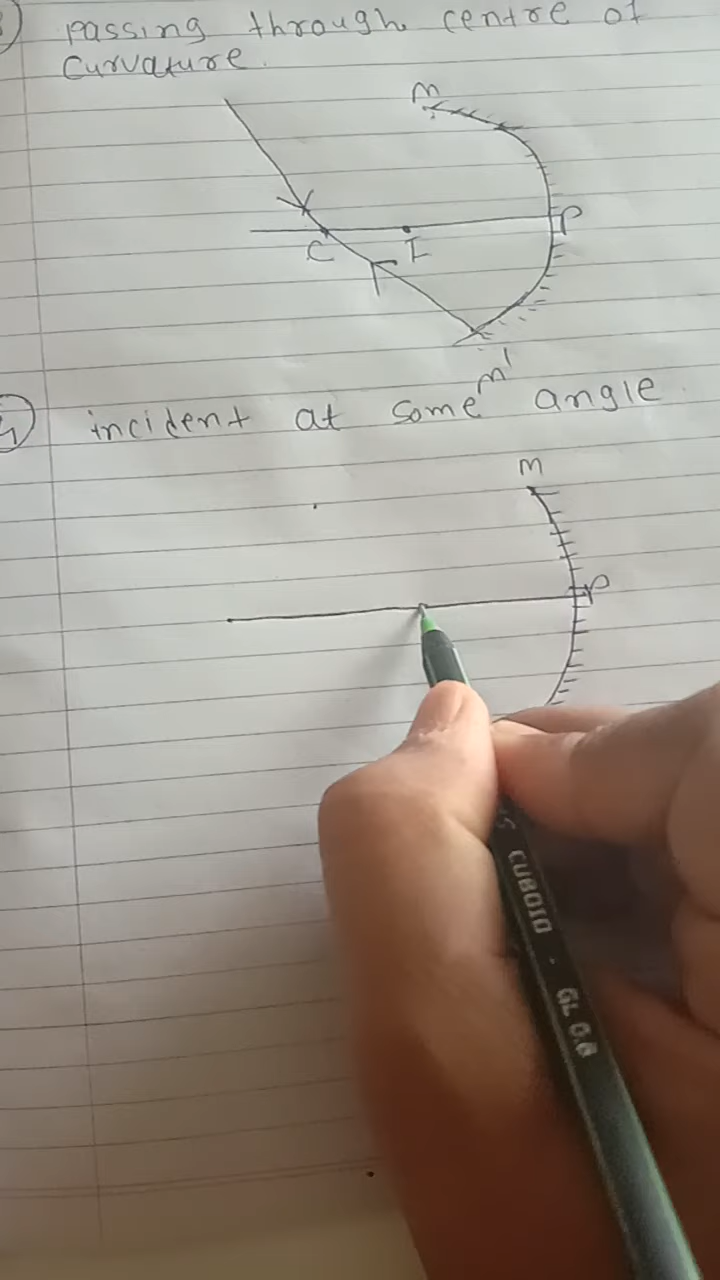 passing through centre of
curvature.
M
P
C
I
M'
incident at some angle.
M
P
CUBOID · GL 0.6